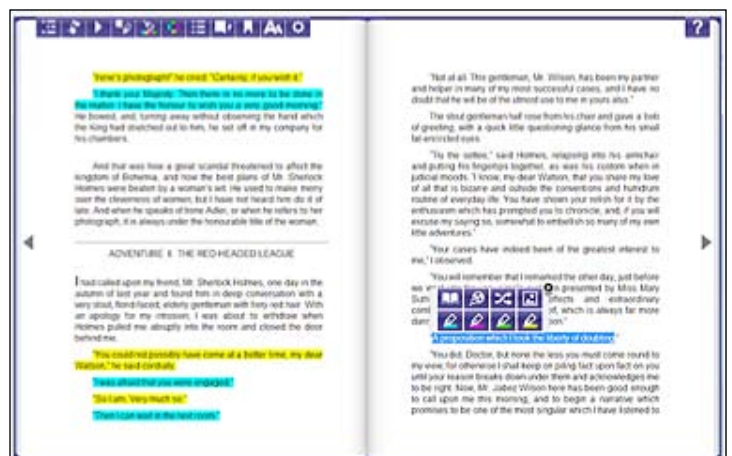 AA
?
"Irene's photograph!" he cried. "Certainly, if you wish it."
"I thank your Majesty. Then there is no more to be done in
the matter. I have the honour to wish you a very good morning."
He bowed, and, turning away without observing the hand which
the King had stretched out to him, he set off in my company for
his chambers.
And that was how a great scandal threatened to affect the
kingdom of Bohemia, and how the best plans of Mr. Sherlock
Holmes were beaten by a woman's wit. He used to make merry
over the cleverness of women, but I have not heard him do it of
late. And when he speaks of Irene Adler, or when he refers to her
photograph, it is always under the honourable title of the woman.
ADVENTURE II. THE RED-HEADED LEAGUE
I had called upon my friend, Mr. Sherlock Holmes, one day in the
autumn of last year and found him in deep conversation with a
very stout, florid-faced, elderly gentleman with fiery red hair. With
an apology for my intrusion, I was about to withdraw when
Holmes pulled me abruptly into the room and closed the door
behind me.
"You could not possibly have come at a better time, my dear
Watson," he said cordially.
"I was afraid that you were engaged."
"So I am. Very much so."
"Then I can wait in the next room."
"Not at all. This gentleman, Mr. Wilson, has been my partner
and helper in many of my most successful cases, and I have no
doubt that he will be of the utmost use to me in yours also."
The stout gentleman half rose from his chair and gave a bob
of greeting, with a quick little questioning glance from his small
fat-encircled eyes.
"Try the settee," said Holmes, relapsing into his armchair
and putting his fingertips together, as was his custom when in
judicial moods. "I know, my dear Watson, that you share my love
of all that is bizarre and outside the conventions and humdrum
routine of everyday life. You have shown your relish for it by the
enthusiasm which has prompted you to chronicle, and, if you will
excuse my saying so, somewhat to embellish so many of my own
little adventures."
"Your cases have indeed been of the greatest interest to
me," I observed.
"You will remember that I remarked the other day, just before
we presented by Miss Mary
Suth effects and extraordinary
com , which is always far more
dari
"A proposition which I took the liberty of doubting."
"You did, Doctor, but none the less you must come round to
my view, for otherwise I shall keep on piling fact upon fact on you
until your reason breaks down under them and acknowledges me
to be right. Now, Mr. Jabez Wilson here has been good enough
to call upon me this morning, and to begin a narrative which
promises to be one of the most singular which I have listened to